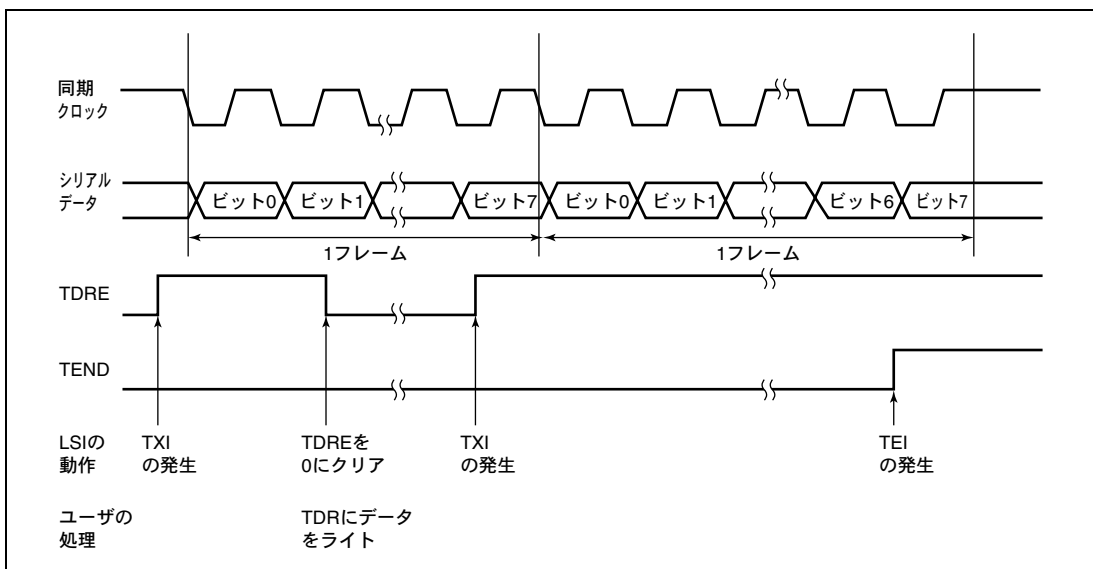 同期
クロック
シリアル
データ
ビット0
ビット1
ビット7
ビット0
ビット1
ビット6
ビット7
1フレーム
1フレーム
TDRE
TEND
LSIの
動作
TXI
の発生
TDREを
0にクリア
TXI
の発生
TEI
の発生
ユーザの
処理
TDRにデータ
をライト